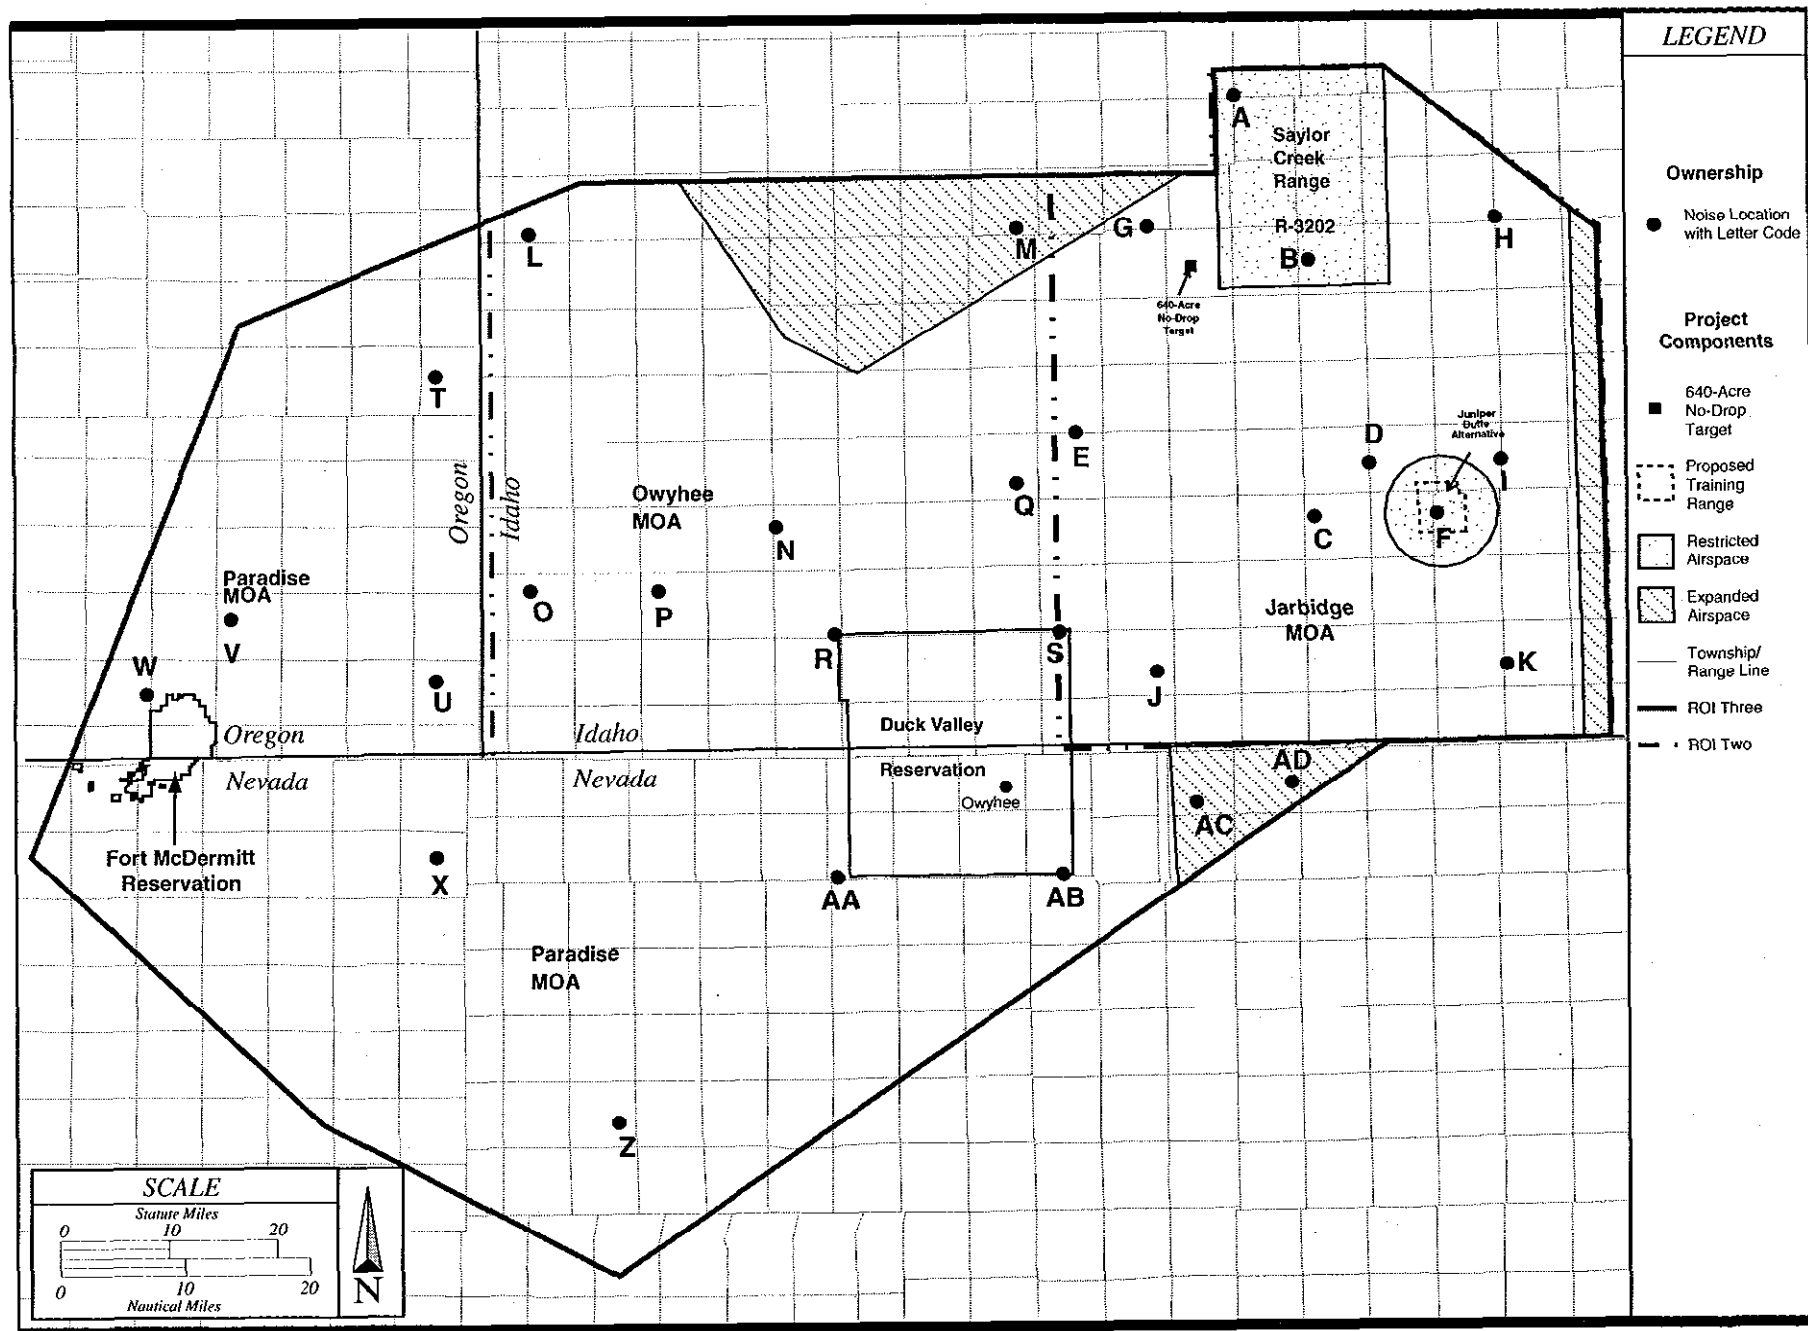 LEGEND
Ownership
Noise Location
with Letter Code
Project
Components
640-Acre
No-Drop
Target
Proposed
Training
Range
Restricted
Airspace
Expanded
Airspace
Township/
Range Line
ROI Three
ROI Two
A
Saylor
Creek
Range
R-3202
B
H
G
M
L
640-Acre
No-Drop
Target
T
E
D
Juniper
Butte
Alternative
I
Oregon
Idaho
Owyhee
MOA
Q
N
C
F
Paradise
MOA
O
P
Jarbidge
MOA
V
W
R
S
K
U
J
Oregon
Idaho
Duck Valley
Nevada
Nevada
Reservation
Owyhee
AD
AC
Fort McDermitt
Reservation
X
AA
AB
Paradise
MOA
Z
SCALE
Statute Miles
0 10 20
0 10 20
Nautical Miles
N